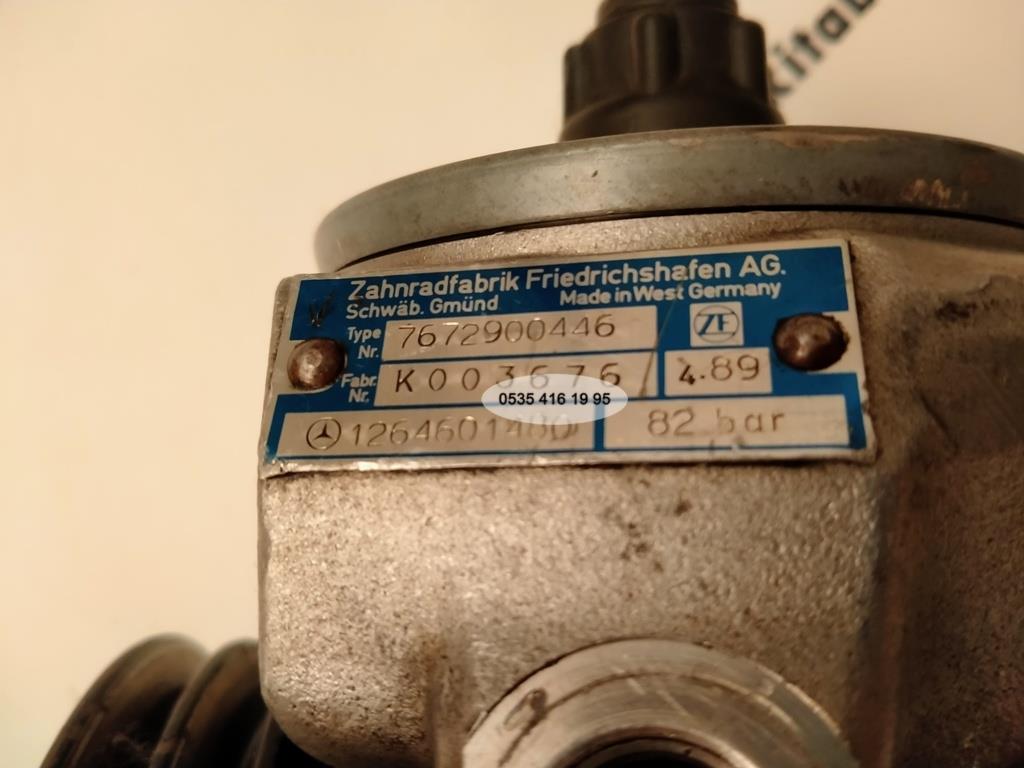 kitab
Zahnradfabrik Friedrichshafen AG.
Schwäb. Gmünd Made in West Germany
Type Nr. 7672900446 ZF
Fabr. Nr. K003676 4.89
0535 416 19 95
82 bar